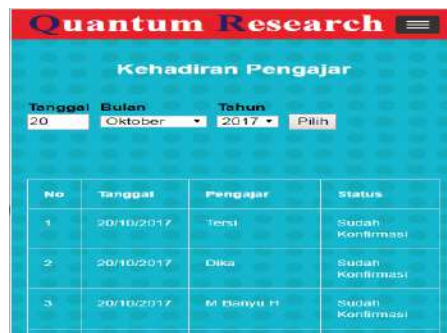 Quantum Research
Kehadiran Pengajar
Tanggal Bulan Tahun
20 Oktober 2017 Pilih
No Tanggal Pengajar Status
1 20/10/2017 Tersi Sudah
Konfirmasi
2 20/10/2017 Dika Sudah
Konfirmasi
3 20/10/2017 M Banyu H Sudah
Konfirmasi